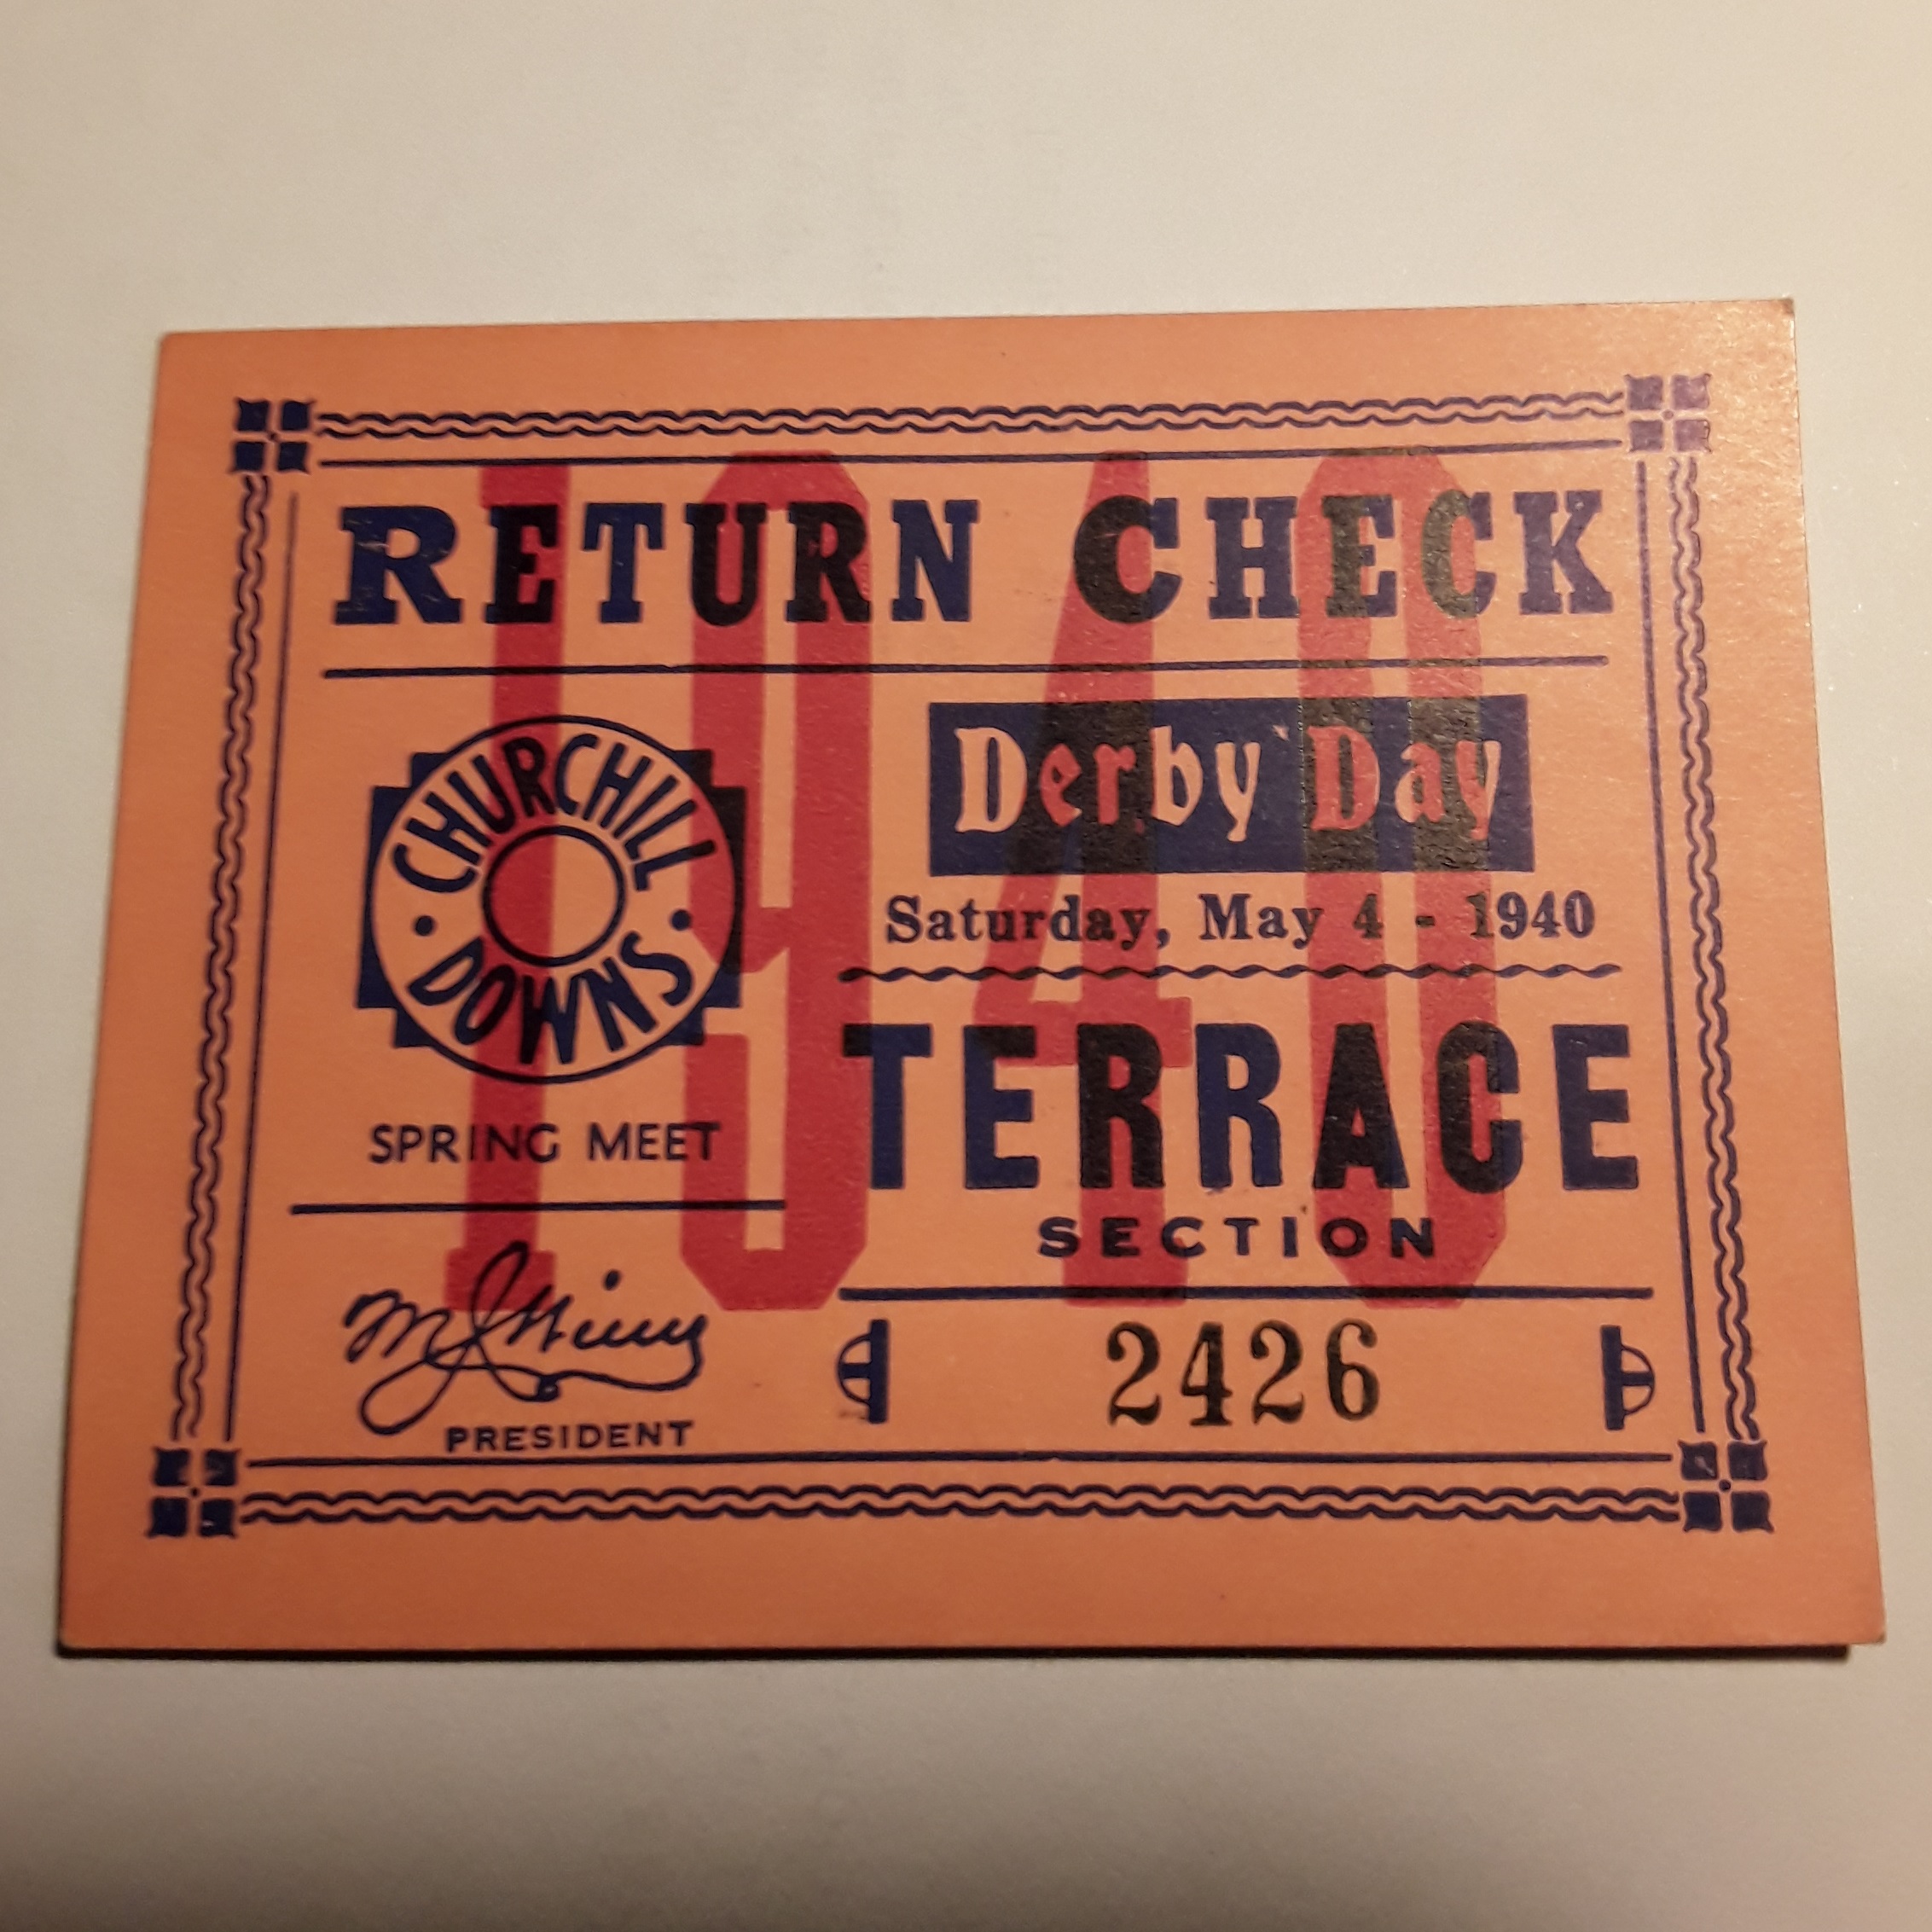 1940
RETURN CHECK
CHURCHILL
DOWNS
SPRING MEET
PRESIDENT
Derby Day
Saturday, May 4 - 1940
TERRACE
SECTION
2426